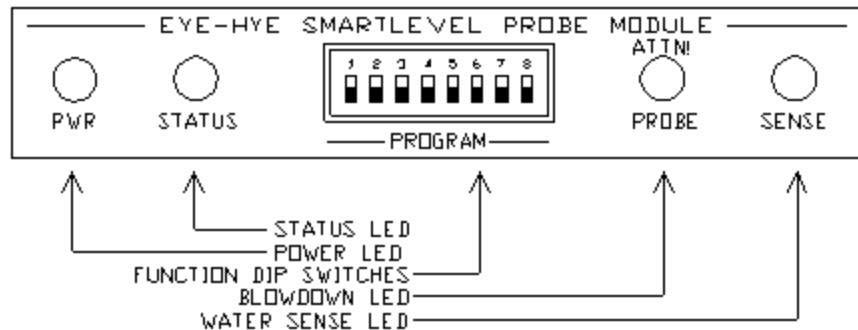 EYE-HYE SMARTLEVEL PROBE MODULE
ATTN!
1 2 3 4 5 6 7 8
PWR STATUS PROBE SENSE
PROGRAM
STATUS LED
POWER LED
FUNCTION DIP SWITCHES
BLOWDOWN LED
WATER SENSE LED